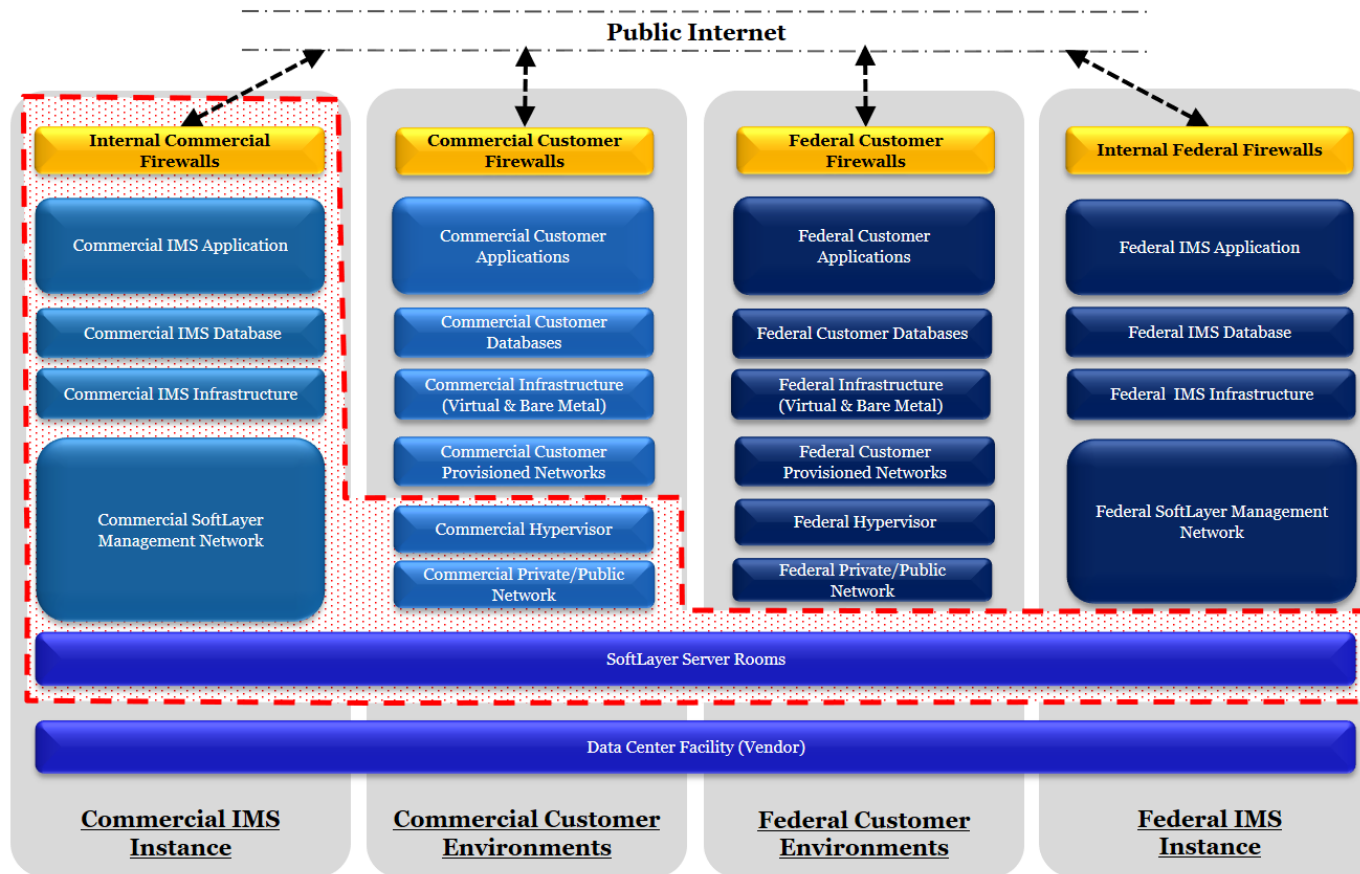 Public Internet
Internal Commercial
Firewalls
Commercial IMS Application
Commercial IMS Database
Commercial IMS Infrastructure
Commercial SoftLayer
Management Network
Commercial Customer
Firewalls
Commercial Customer
Applications
Commercial Customer
Databases
Commercial Infrastructure
(Virtual & Bare Metal)
Commercial Customer
Provisioned Networks
Commercial Hypervisor
Commercial Private/Public
Network
Federal Customer
Firewalls
Federal Customer
Applications
Federal Customer Databases
Federal Infrastructure
(Virtual & Bare Metal)
Federal Customer
Provisioned Networks
Federal Hypervisor
Federal Private/Public
Network
Internal Federal Firewalls
Federal IMS Application
Federal IMS Database
Federal IMS Infrastructure
Federal SoftLayer Management
Network
SoftLayer Server Rooms
Data Center Facility (Vendor)
Commercial IMS
Instance
Commercial Customer
Environments
Federal Customer
Environments
Federal IMS
Instance